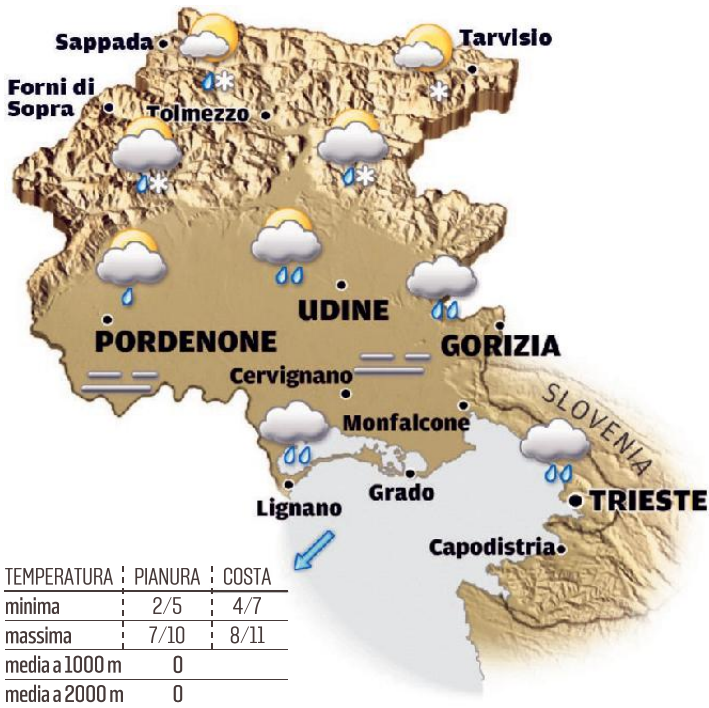 Sappada
Tarvisio
Forni di
Sopra
Tolmezzo
UDINE
PORDENONE
GORIZIA
Cervignano
SLOVENIA
Monfalcone
Lignano
Grado
TRIESTE
Capodistria
TEMPERATURA PIANURA COSTA
minima 2/5 4/7
massima 7/10 8/11
media a 1000 m 0
media a 2000 m 0